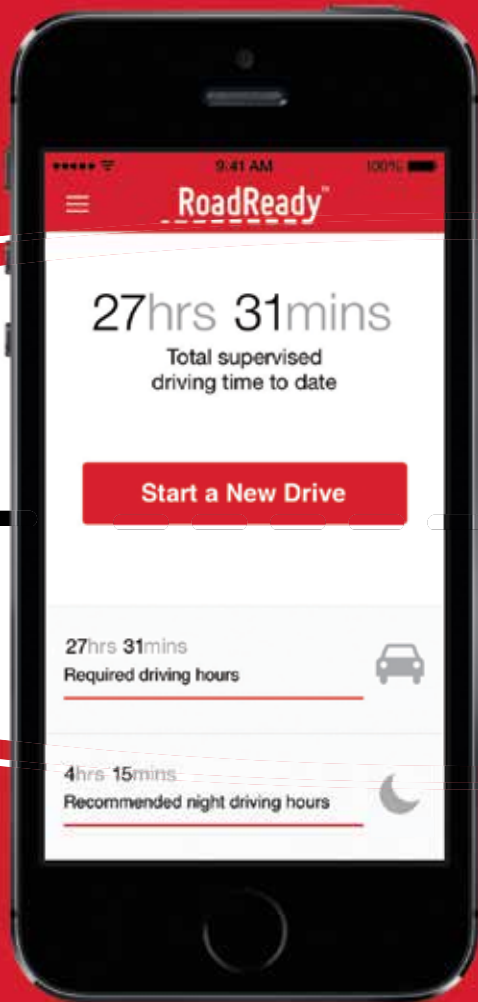 9:41 AM
100%
RoadReady™
27hrs 31mins
Total supervised
driving time to date
Start a New Drive
27hrs 31mins
Required driving hours
4hrs 15mins
Recommended night driving hours